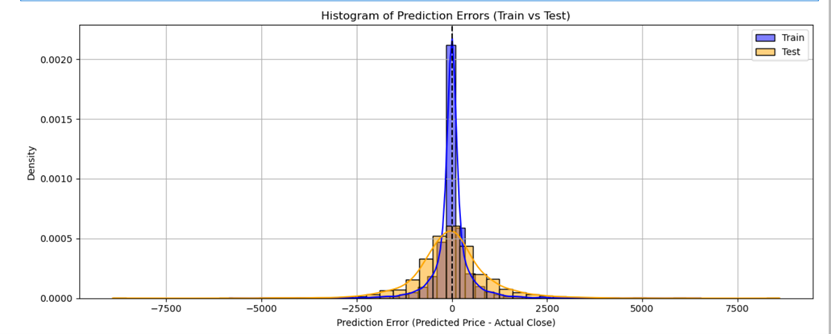 Histogram of Prediction Errors (Train vs Test)
Train
Test
0.0020
0.0015
0.0010
0.0005
0.0000
Density
−7500
−5000
−2500
0
2500
5000
7500
Prediction Error (Predicted Price - Actual Close)